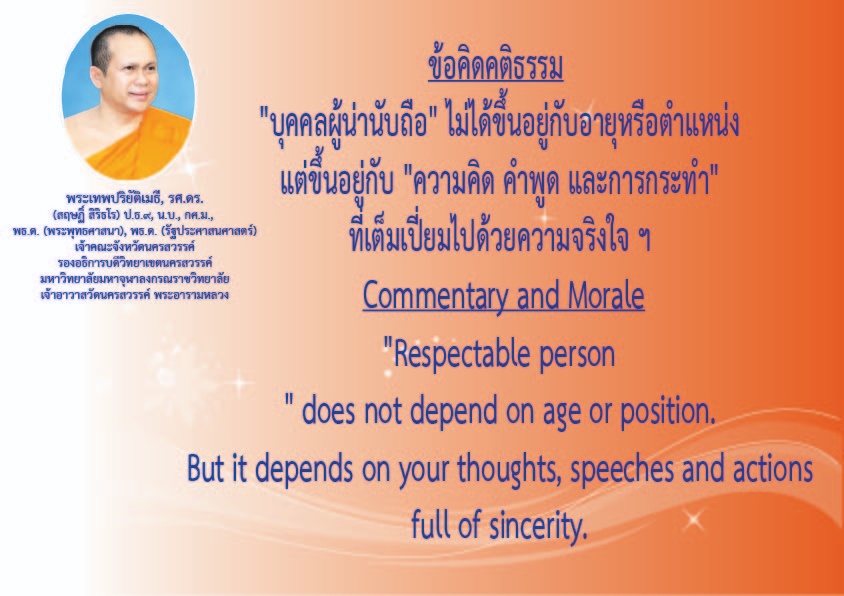 พระเทพปริยัติเมธี, รศ.ดร.
(สฤษฎิ์ สิริธโร) ป.ธ.๙, น.บ., กศ.ม.,
พธ.ด. (พระพุทธศาสนา), พธ.ด. (รัฐประศาสนศาสตร์)
เจ้าคณะจังหวัดนครสวรรค์
รองอธิการบดีวิทยาเขตนครสวรรค์
มหาวิทยาลัยมหาจุฬาลงกรณราชวิทยาลัย
เจ้าอาวาสวัดนครสวรรค์ พระอารามหลวง
ข้อคิดคติธรรม
"บุคคลผู้น่านับถือ" ไม่ได้ขึ้นอยู่กับอายุหรือตำแหน่ง
แต่ขึ้นอยู่กับ "ความคิด คำพูด และการกระทำ"
ที่เต็มเปี่ยมไปด้วยความจริงใจ ฯ
Commentary and Morale
"Respectable person
" does not depend on age or position.
But it depends on your thoughts, speeches and actions
full of sincerity.